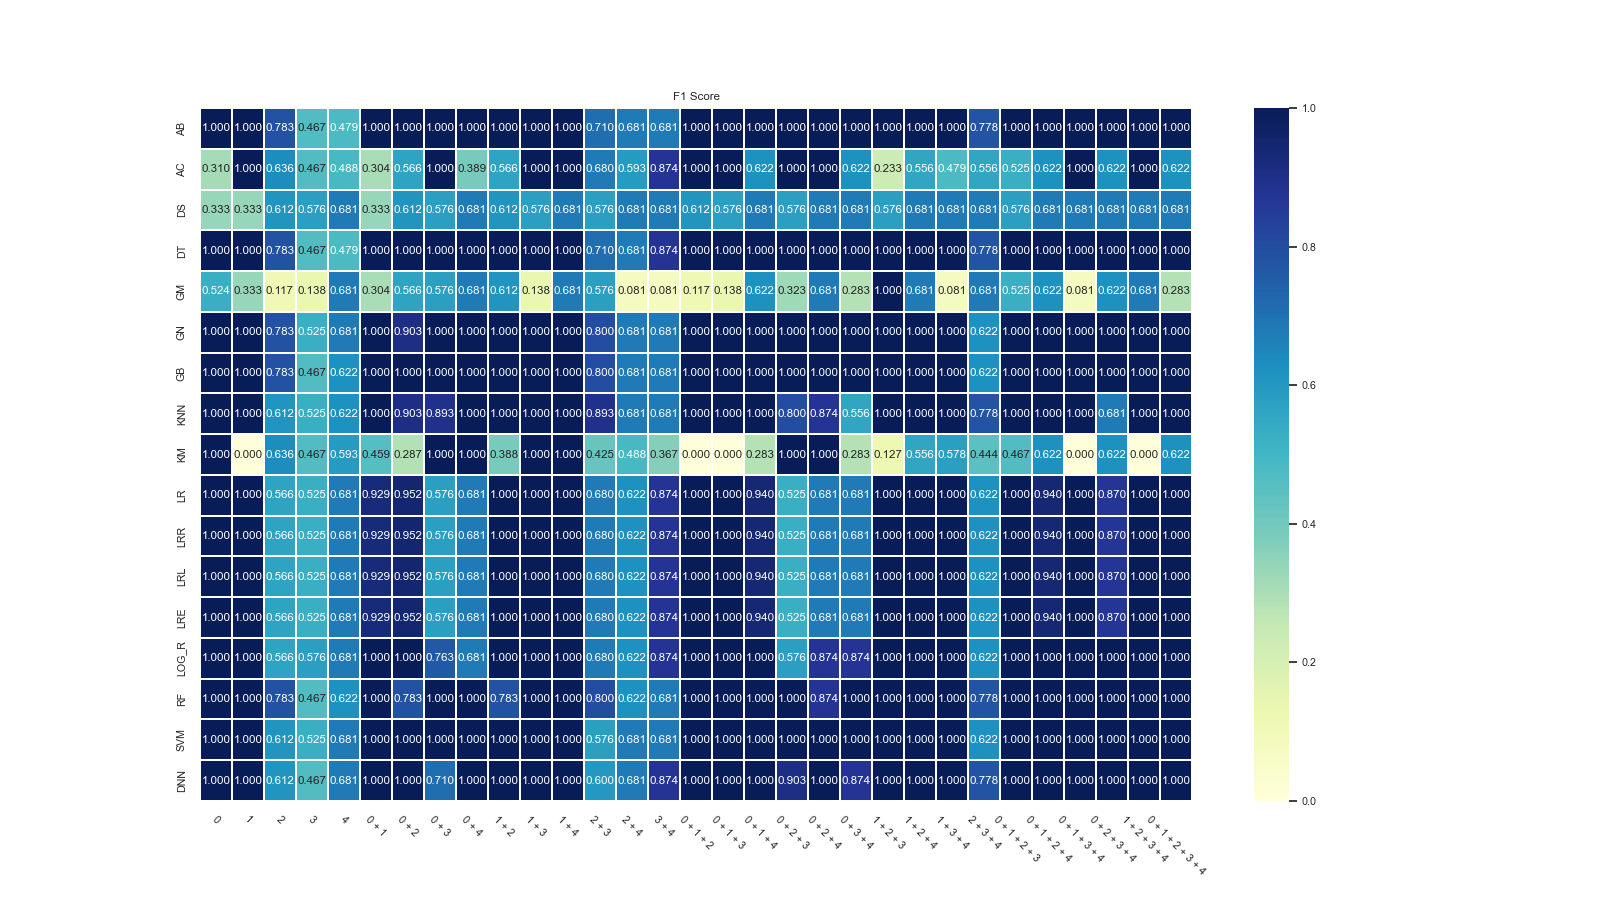 F1 Score
AB 1.000 1.000 0.783 0.467 0.479 1.000 1.000 1.000 1.000 1.000 1.000 1.000 0.710 0.681 0.681 1.000 1.000 1.000 1.000 1.000 1.000 1.000 1.000 1.000 0.778 1.000 1.000 1.000 1.000 1.000 1.000
AC 0.310 1.000 0.636 0.467 0.488 0.304 0.566 1.000 0.389 0.566 1.000 1.000 0.680 0.593 0.874 1.000 1.000 0.622 1.000 1.000 0.622 0.233 0.556 0.479 0.556 0.525 0.622 1.000 0.622 1.000 0.622
DS 0.333 0.333 0.612 0.576 0.681 0.333 0.612 0.576 0.681 0.612 0.576 0.681 0.576 0.681 0.681 0.612 0.576 0.681 0.576 0.681 0.681 0.576 0.681 0.681 0.681 0.576 0.681 0.681 0.681 0.681 0.681
DT 1.000 1.000 0.783 0.467 0.479 1.000 1.000 1.000 1.000 1.000 1.000 1.000 0.710 0.681 0.874 1.000 1.000 1.000 1.000 1.000 1.000 1.000 1.000 1.000 0.778 1.000 1.000 1.000 1.000 1.000 1.000
GM 0.524 0.333 0.117 0.138 0.681 0.304 0.566 0.576 0.681 0.612 0.138 0.681 0.576 0.081 0.081 0.117 0.138 0.622 0.323 0.681 0.283 1.000 0.681 0.081 0.681 0.525 0.622 0.081 0.622 0.681 0.283
GN 1.000 1.000 0.783 0.525 0.681 1.000 0.903 1.000 1.000 1.000 1.000 1.000 0.800 0.681 0.681 1.000 1.000 1.000 1.000 1.000 1.000 1.000 1.000 1.000 0.622 1.000 1.000 1.000 1.000 1.000 1.000
GB 1.000 1.000 0.783 0.467 0.622 1.000 1.000 1.000 1.000 1.000 1.000 1.000 0.800 0.681 0.681 1.000 1.000 1.000 1.000 1.000 1.000 1.000 1.000 1.000 0.622 1.000 1.000 1.000 1.000 1.000 1.000
KNN 1.000 1.000 0.612 0.525 0.622 1.000 0.903 0.893 1.000 1.000 1.000 1.000 0.893 0.681 0.681 1.000 1.000 1.000 0.800 0.874 0.556 1.000 1.000 1.000 0.778 1.000 1.000 1.000 0.681 1.000 1.000
KM 1.000 0.000 0.636 0.467 0.593 0.459 0.287 1.000 1.000 0.388 1.000 1.000 0.425 0.488 0.367 0.000 0.000 0.283 1.000 1.000 0.283 0.127 0.556 0.578 0.444 0.467 0.622 0.000 0.622 0.000 0.622
LR 1.000 1.000 0.566 0.525 0.681 0.929 0.952 0.576 0.681 1.000 1.000 1.000 0.680 0.622 0.874 1.000 1.000 0.940 0.525 0.681 0.681 1.000 1.000 1.000 0.622 1.000 0.940 1.000 0.870 1.000 1.000
LRR 1.000 1.000 0.566 0.525 0.681 0.929 0.952 0.576 0.681 1.000 1.000 1.000 0.680 0.622 0.874 1.000 1.000 0.940 0.525 0.681 0.681 1.000 1.000 1.000 0.622 1.000 0.940 1.000 0.870 1.000 1.000
LRL 1.000 1.000 0.566 0.525 0.681 0.929 0.952 0.576 0.681 1.000 1.000 1.000 0.680 0.622 0.874 1.000 1.000 0.940 0.525 0.681 0.681 1.000 1.000 1.000 0.622 1.000 0.940 1.000 0.870 1.000 1.000
LRE 1.000 1.000 0.566 0.525 0.681 0.929 0.952 0.576 0.681 1.000 1.000 1.000 0.680 0.622 0.874 1.000 1.000 0.940 0.525 0.681 0.681 1.000 1.000 1.000 0.622 1.000 0.940 1.000 0.870 1.000 1.000
LOG_R 1.000 1.000 0.566 0.576 0.681 1.000 1.000 0.763 0.681 1.000 1.000 1.000 0.680 0.622 0.874 1.000 1.000 1.000 0.576 0.874 0.874 1.000 1.000 1.000 0.622 1.000 1.000 1.000 1.000 1.000 1.000
RF 1.000 1.000 0.783 0.467 0.622 1.000 0.783 1.000 1.000 0.783 1.000 1.000 0.800 0.622 0.681 1.000 1.000 1.000 1.000 0.874 1.000 1.000 1.000 1.000 0.778 1.000 1.000 1.000 1.000 1.000 1.000
SVM 1.000 1.000 0.612 0.525 0.681 1.000 1.000 1.000 1.000 1.000 1.000 1.000 0.576 0.681 0.681 1.000 1.000 1.000 1.000 1.000 1.000 1.000 1.000 1.000 0.622 1.000 1.000 1.000 1.000 1.000 1.000
DNN 1.000 1.000 0.612 0.467 0.681 1.000 1.000 0.710 1.000 1.000 1.000 1.000 0.600 0.681 0.874 1.000 1.000 1.000 0.903 1.000 0.874 1.000 1.000 1.000 0.778 1.000 1.000 1.000 1.000 1.000 1.000
0
1
2
3
4
0 + 1
0 + 2
0 + 3
0 + 4
1 + 2
1 + 3
1 + 4
2 + 3
2 + 4
3 + 4
0 + 1 + 2
0 + 1 + 3
0 + 1 + 4
0 + 2 + 3
0 + 2 + 4
0 + 3 + 4
1 + 2 + 3
1 + 2 + 4
1 + 3 + 4
2 + 3 + 4
0 + 1 + 2 + 3
0 + 1 + 2 + 4
0 + 1 + 3 + 4
0 + 2 + 3 + 4
1 + 2 + 3 + 4
0 + 1 + 2 + 3 + 4
1.0
0.8
0.6
0.4
0.2
0.0